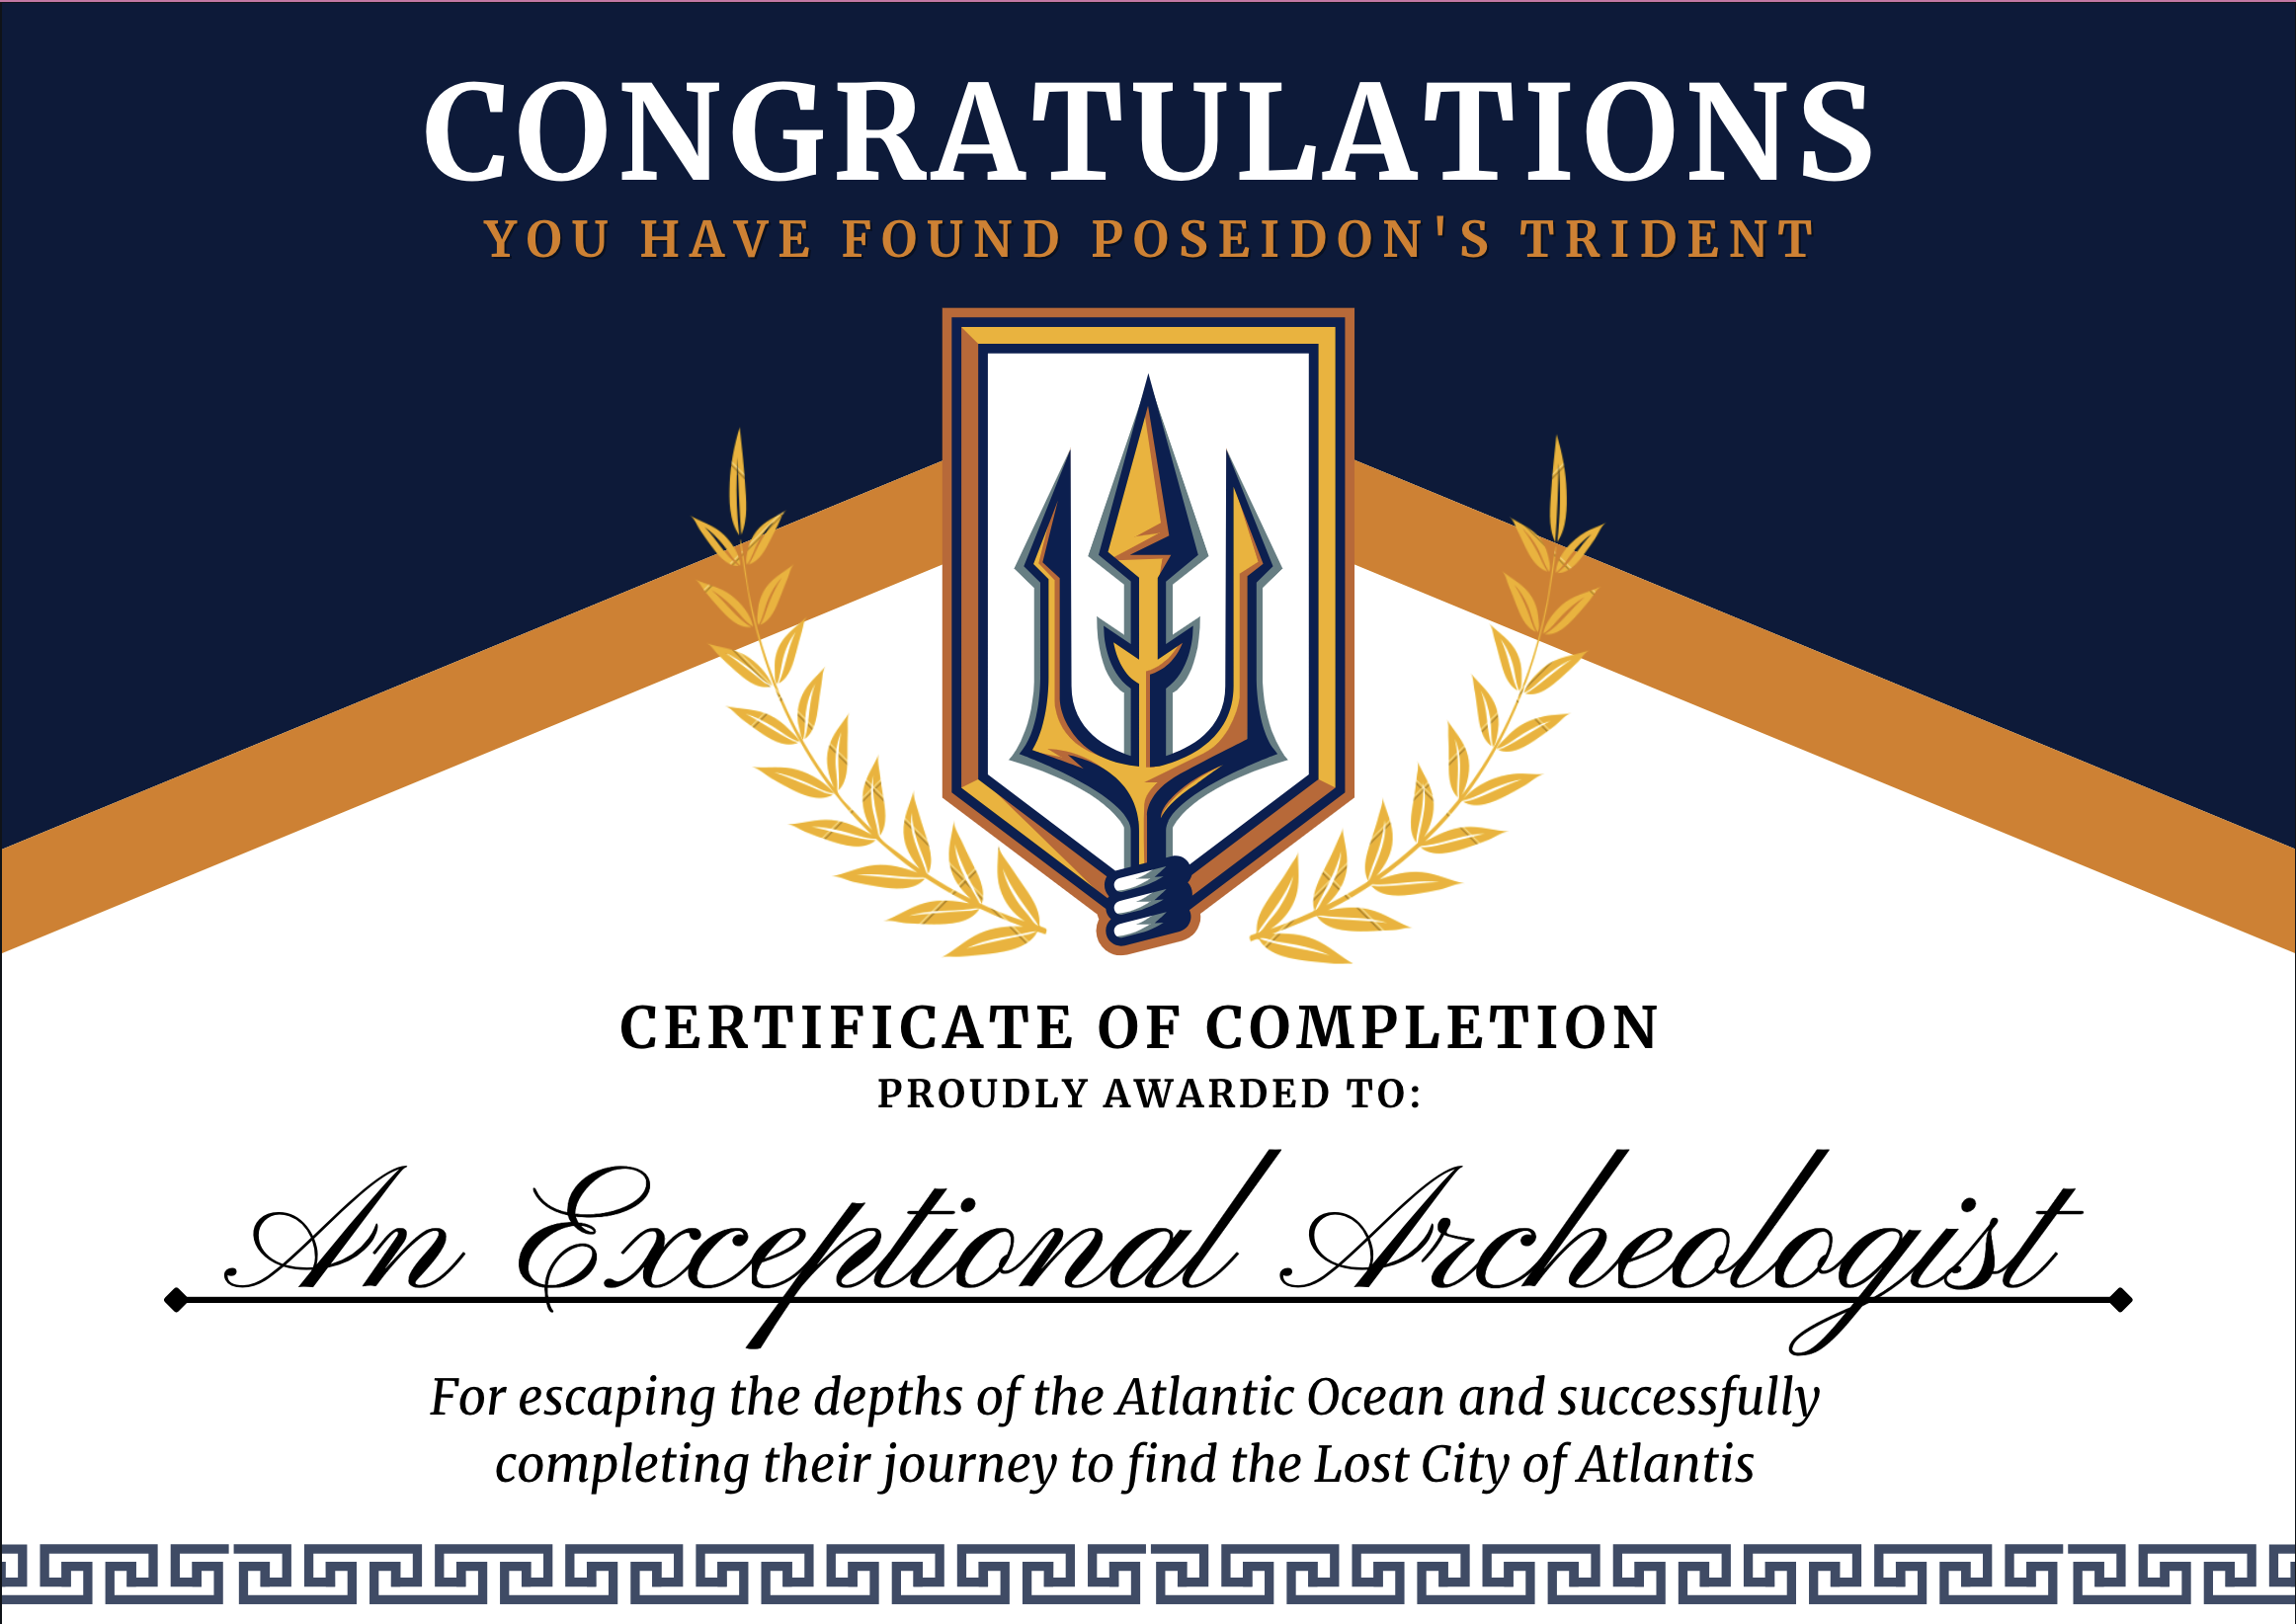 CONGRATULATIONS
YOU HAVE FOUND POSEIDON'S TRIDENT
CERTIFICATE OF COMPLETION
PROUDLY AWARDED TO:
An Exceptional Archeologist
For escaping the depths of the Atlantic Ocean and successfully
completing their journey to find the Lost City of Atlantis